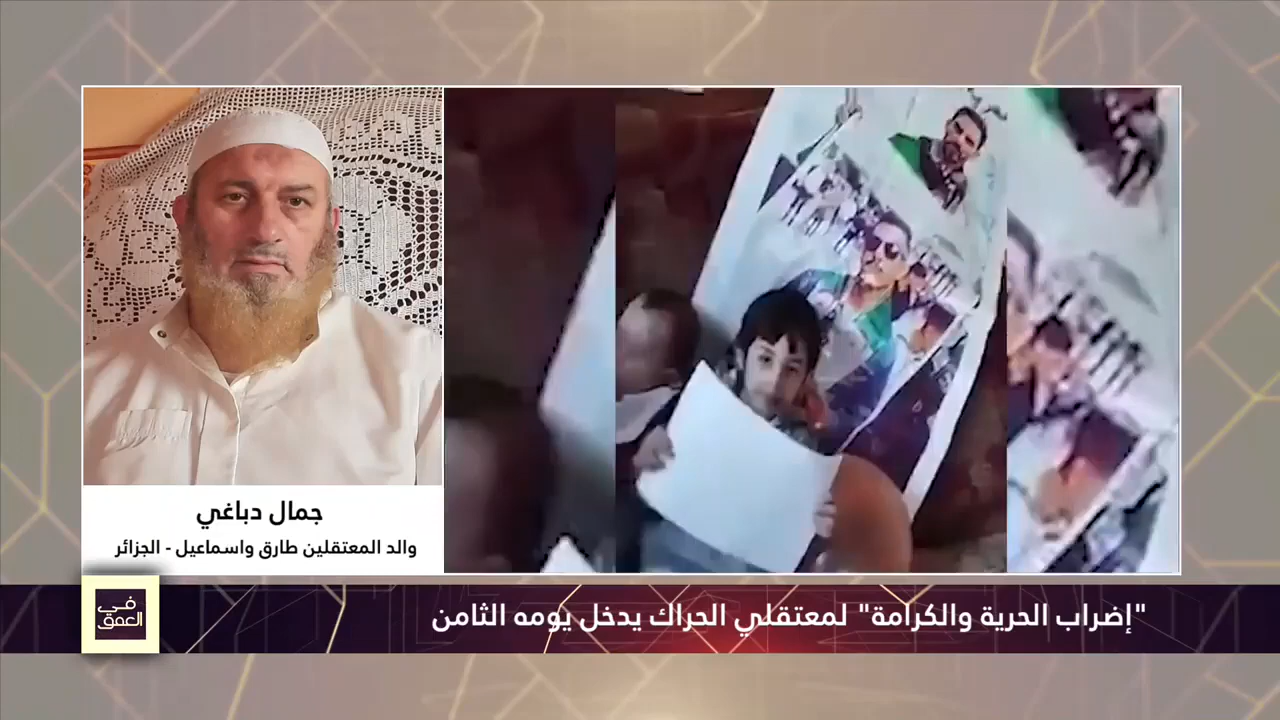 جمال دباغي
والد المعتقلين طارق واسماعيل - الجزائر
"إضراب الحرية والكرامة" لمعتقلي الحراك يدخل يومه الثامن
في
العمق